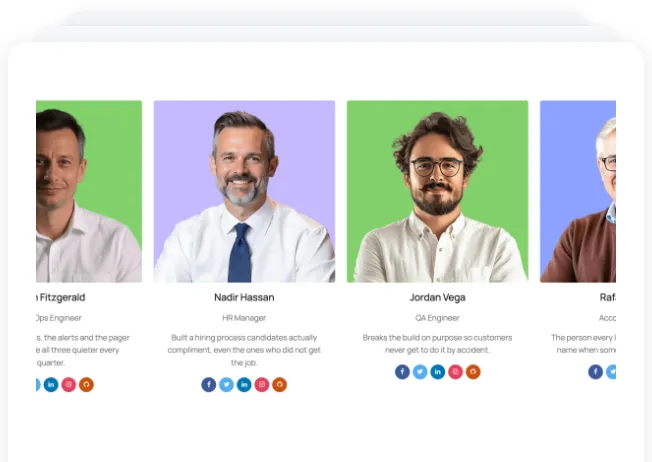 n Fitzgerald
Ops Engineer
s, the alerts and the pager
e all three quieter every
quarter.
Nadir Hassan
HR Manager
Built a hiring process candidates actually
compliment, even the ones who did not get
the job.
Jordan Vega
QA Engineer
Breaks the build on purpose so customers
never get to do it by accident.
Raf
Acco
The person every l
name when som